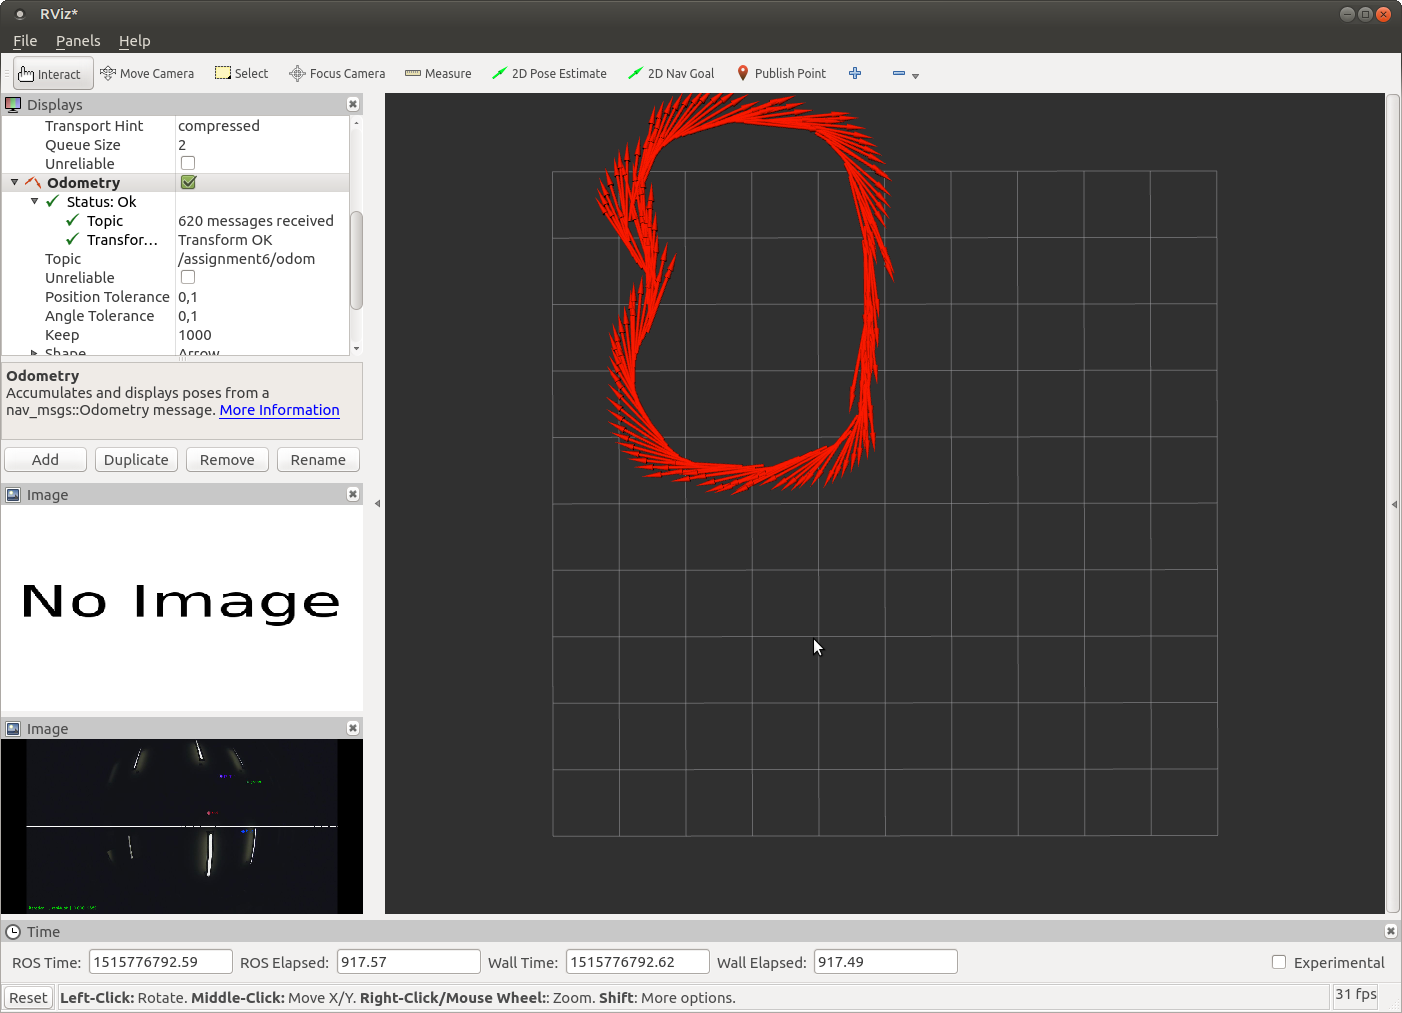 RViz*
File Panels Help
Interact Move Camera Select Focus Camera Measure 2D Pose Estimate 2D Nav Goal Publish Point
Displays
Transport Hint compressed
Queue Size 2
Unreliable
Odometry
Status: Ok
Topic 620 messages received
Transfor... Transform OK
Topic /assignment6/odom
Unreliable
Position Tolerance 0,1
Angle Tolerance 0,1
Keep 1000
Shape Arrow
Odometry
Accumulates and displays poses from a
nav_msgs::Odometry message. More Information
Add Duplicate Remove Rename
Image
No Image
Image
Time
ROS Time: 1515776792.59 ROS Elapsed: 917.57 Wall Time: 1515776792.62 Wall Elapsed: 917.49 Experimental
Reset Left-Click: Rotate. Middle-Click: Move X/Y. Right-Click/Mouse Wheel:: Zoom. Shift: More options. 31 fps